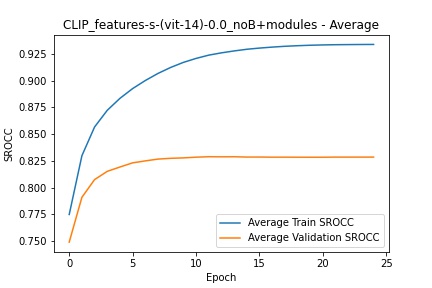 CLIP_features-s-(vit-14)-0.0_noB+modules - Average
SROCC
0.925
0.900
0.875
0.850
0.825
0.800
0.775
0.750
Average Train SROCC
Average Validation SROCC
0 5 10 15 20 25
Epoch